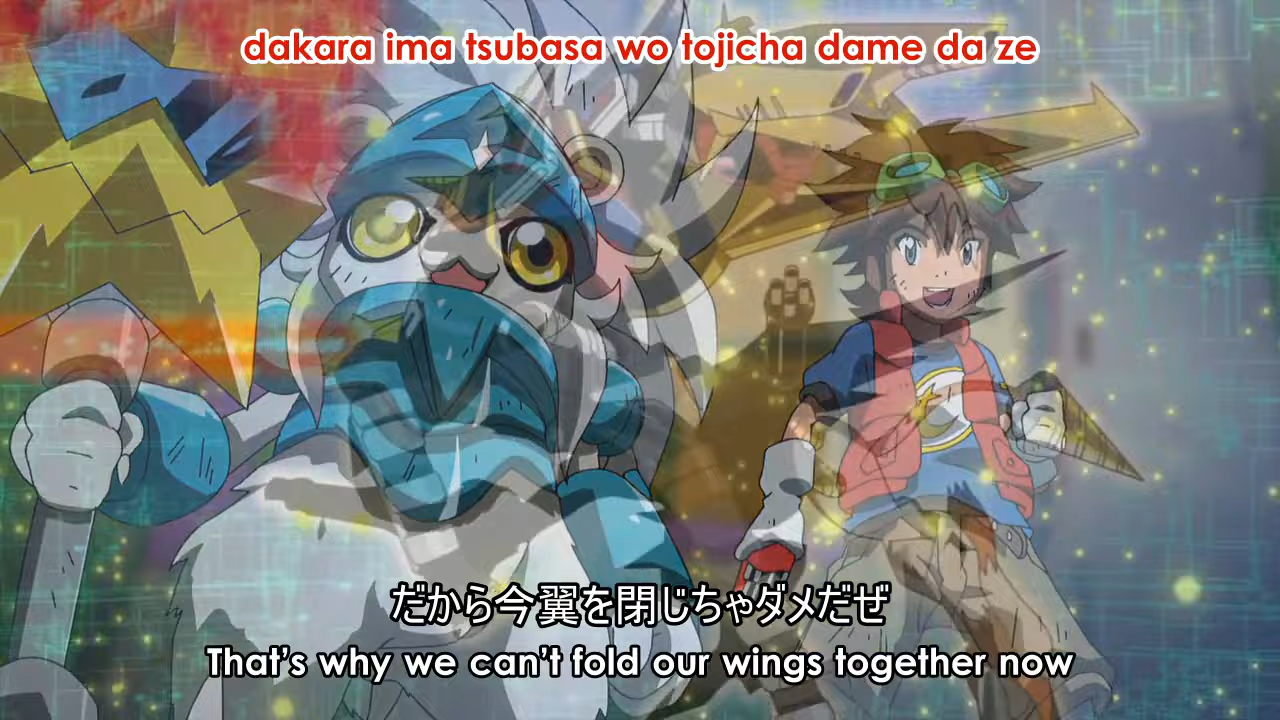 dakara ima tsubasa wo tojicha dame da ze
だから今翼を閉じちゃダメだぜ
That's why we can't fold our wings together now